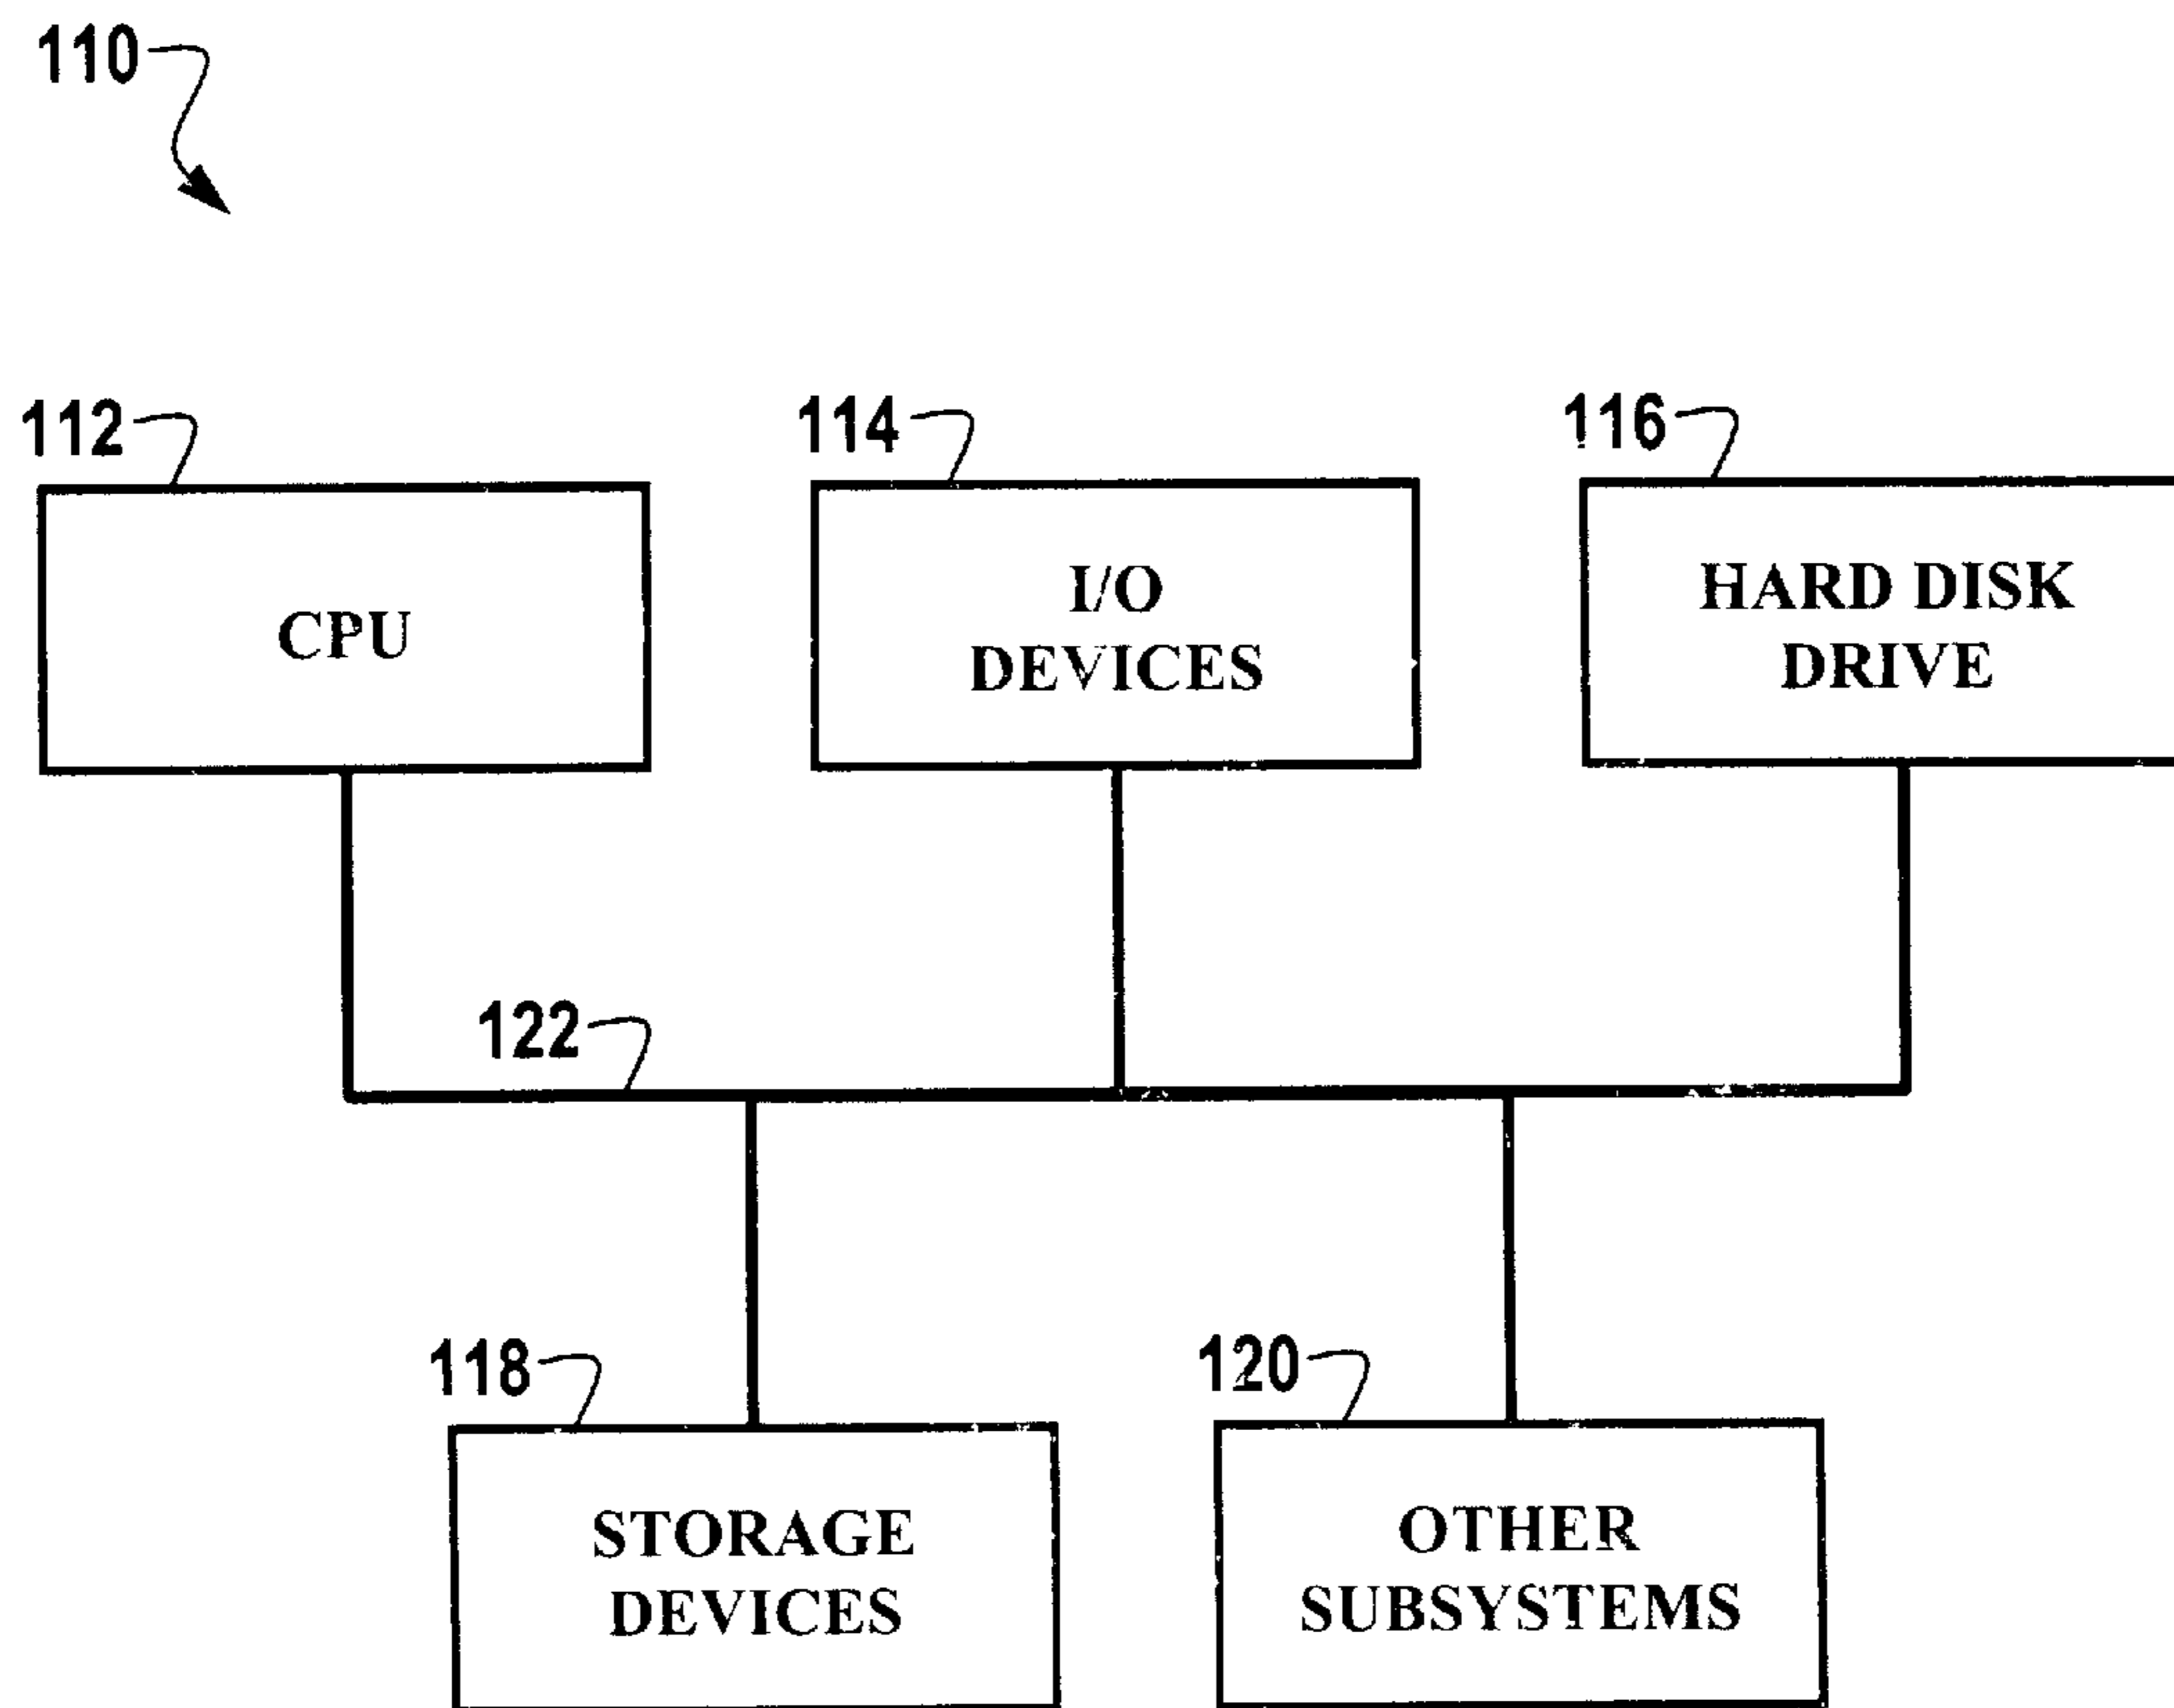 110
112
114
116
CPU
I/O
DEVICES
HARD DISK
DRIVE
122
118
120
STORAGE
DEVICES
OTHER
SUBSYSTEMS